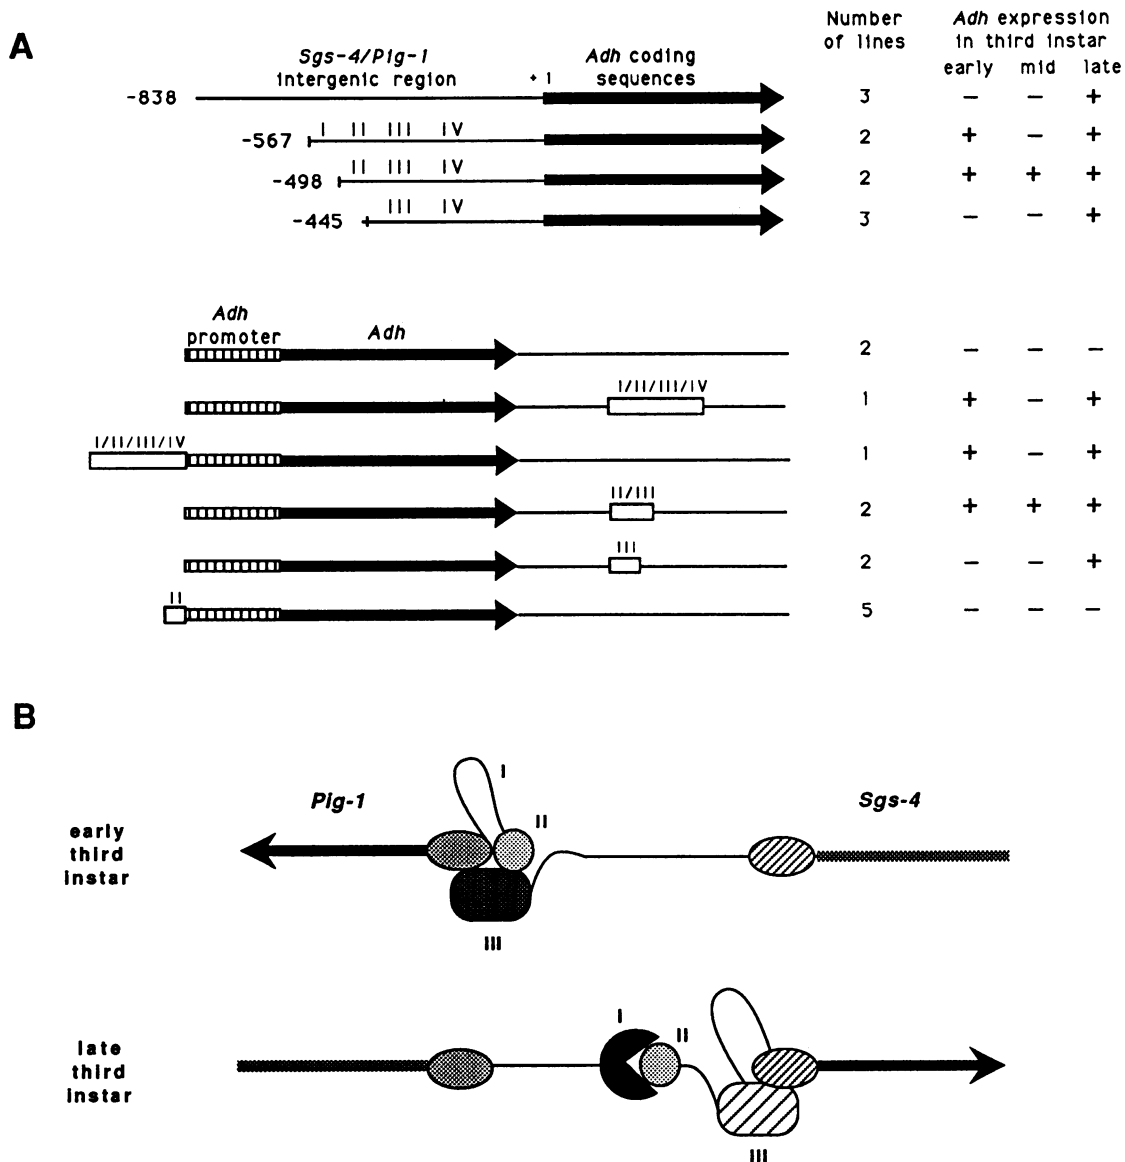 A
Number
of lines
Adh expression
in third instar
early mid late
Sgs-4/Pig-1
intergenic region
Adh coding
sequences
+1
-838 3 – – +
I II III IV
-567 2 + – +
II III IV
-498 2 + + +
III IV
-445 3 – – +
Adh
promoter
Adh
2 – – –
I/II/III/IV
1 + – +
I/II/III/IV
1 + – +
II/III
2 + + +
III
2 – – +
II
5 – – –
B
early
third
instar
Pig-1
I
II
III
Sgs-4
late
third
instar
I
II
III